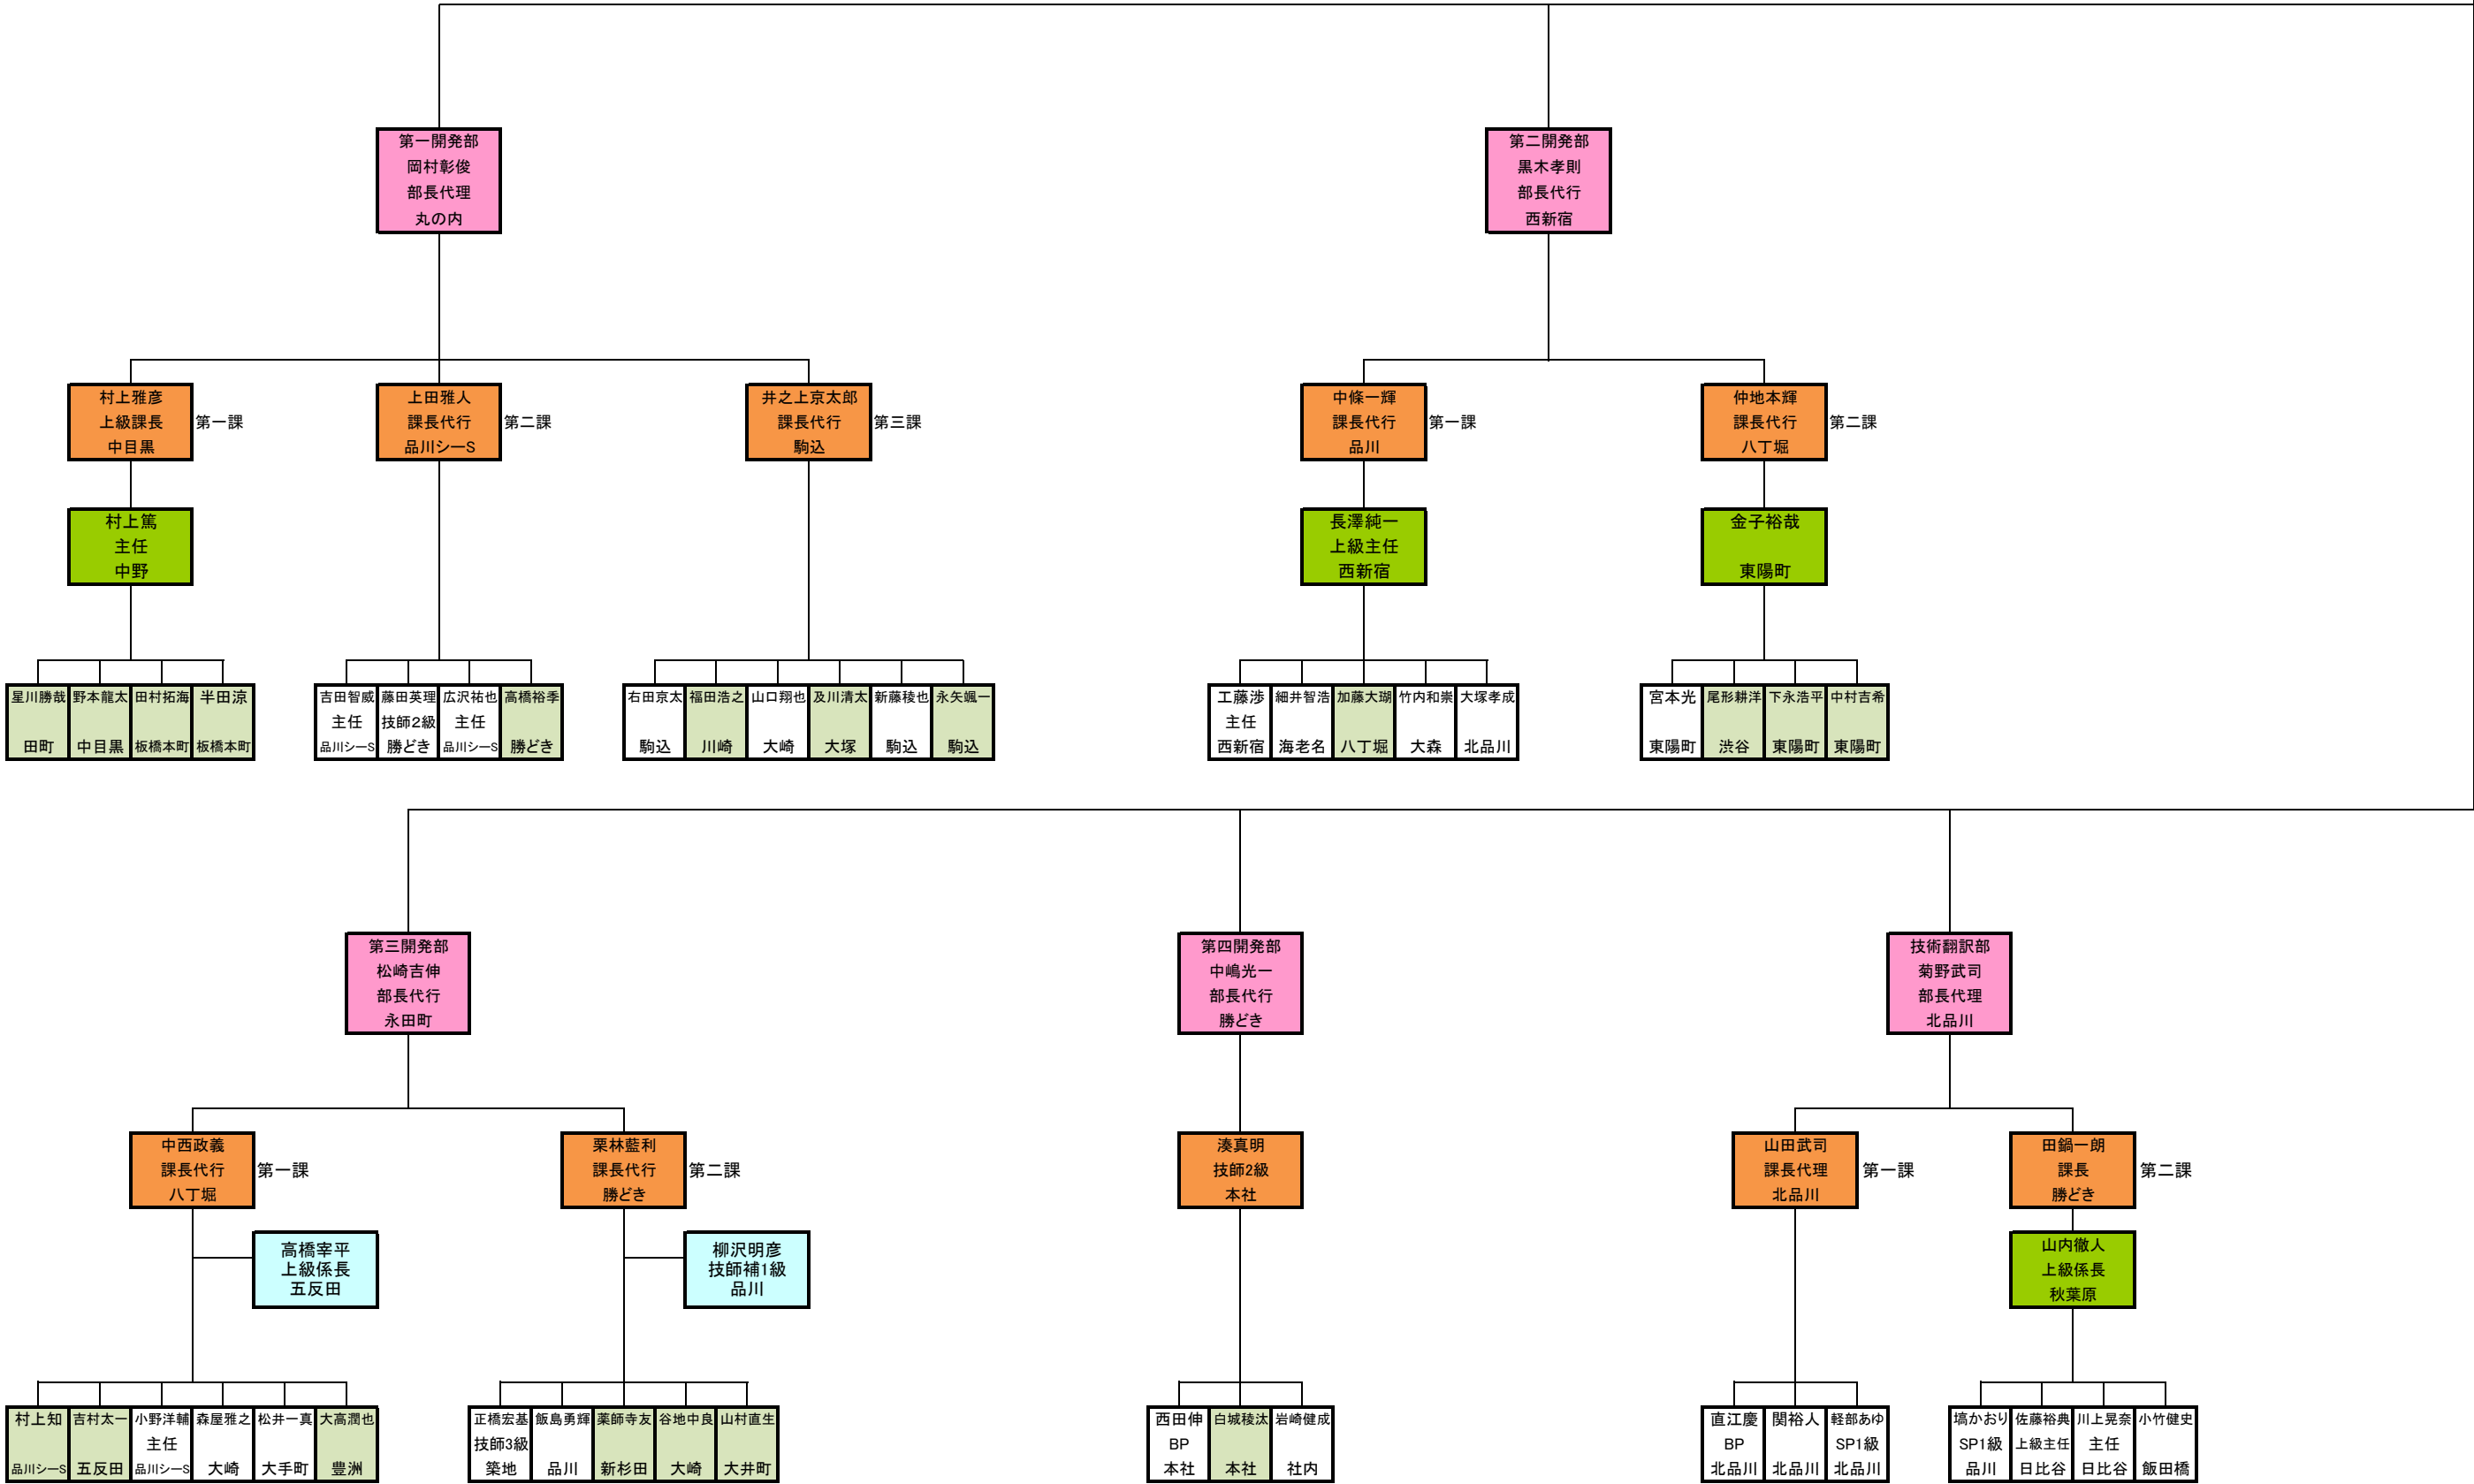 第一開発部
岡村彰俊
部長代理
丸の内
第二開発部
黒木孝則
部長代行
西新宿
村上雅彦
上級課長
中目黒
第一課
上田雅人
課長代行
品川シーS
第二課
井之上京太郎
課長代行
駒込
第三課
中條一輝
課長代行
品川
第一課
仲地本輝
課長代行
八丁堀
第二課
村上篤
主任
中野
長澤純一
上級主任
西新宿
金子裕哉
東陽町
星川勝哉
田町
野本龍太
中目黒
田村拓海
板橋本町
半田涼
板橋本町
吉田智威
主任
品川シーS
藤田英理
技師2級
勝どき
広沢祐也
主任
品川シーS
高橋裕季
勝どき
右田京太
駒込
福田浩之
川崎
山口翔也
大崎
及川清太
大塚
新藤稜也
駒込
永矢颯一
駒込
工藤渉
主任
西新宿
細井智浩
海老名
加藤大瑚
八丁堀
竹内和崇
大森
大塚孝成
北品川
宮本光
東陽町
尾形耕洋
渋谷
下永浩平
東陽町
中村吉希
東陽町
第三開発部
松崎吉伸
部長代行
永田町
第四開発部
中嶋光一
部長代行
勝どき
技術翻訳部
菊野武司
部長代理
北品川
中西政義
課長代行
八丁堀
第一課
栗林藍利
課長代行
勝どき
第二課
湊真明
技師2級
本社
山田武司
課長代理
北品川
第一課
田鍋一朗
課長
勝どき
第二課
高橋宰平
上級係長
五反田
柳沢明彦
技師補1級
品川
山内徹人
上級係長
秋葉原
村上知
品川シーS
吉村太一
五反田
小野洋輔
主任
品川シーS
森屋雅之
大崎
松井一真
大手町
大高潤也
豊洲
正橋宏基
技師3級
築地
飯島勇輝
品川
薬師寺友
新杉田
谷地中良
大崎
山村直生
大井町
西田伸
BP
本社
白城稜汰
本社
岩崎健成
社内
直江慶
BP
北品川
関裕人
北品川
軽部あゆ
SP1級
北品川
塙かおり
SP1級
品川
佐藤裕典
上級主任
日比谷
川上晃奈
主任
日比谷
小竹健史
飯田橋